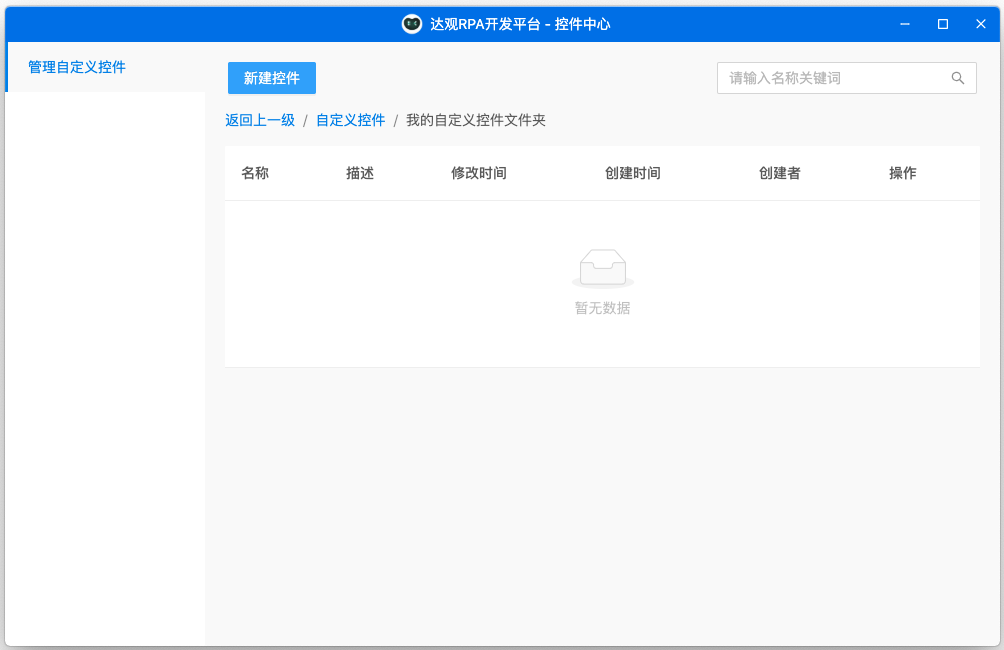 达观RPA开发平台 - 控件中心
管理自定义控件
新建控件
请输入名称关键词
返回上一级 / 自定义控件 / 我的自定义控件文件夹
名称 描述 修改时间 创建时间 创建者 操作
暂无数据